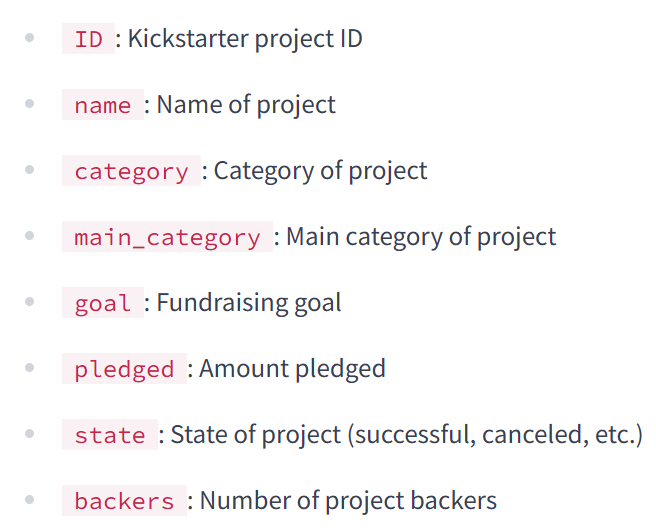 ID : Kickstarter project ID
name : Name of project
category : Category of project
main_category : Main category of project
goal : Fundraising goal
pledged : Amount pledged
state : State of project (successful, canceled, etc.)
backers : Number of project backers